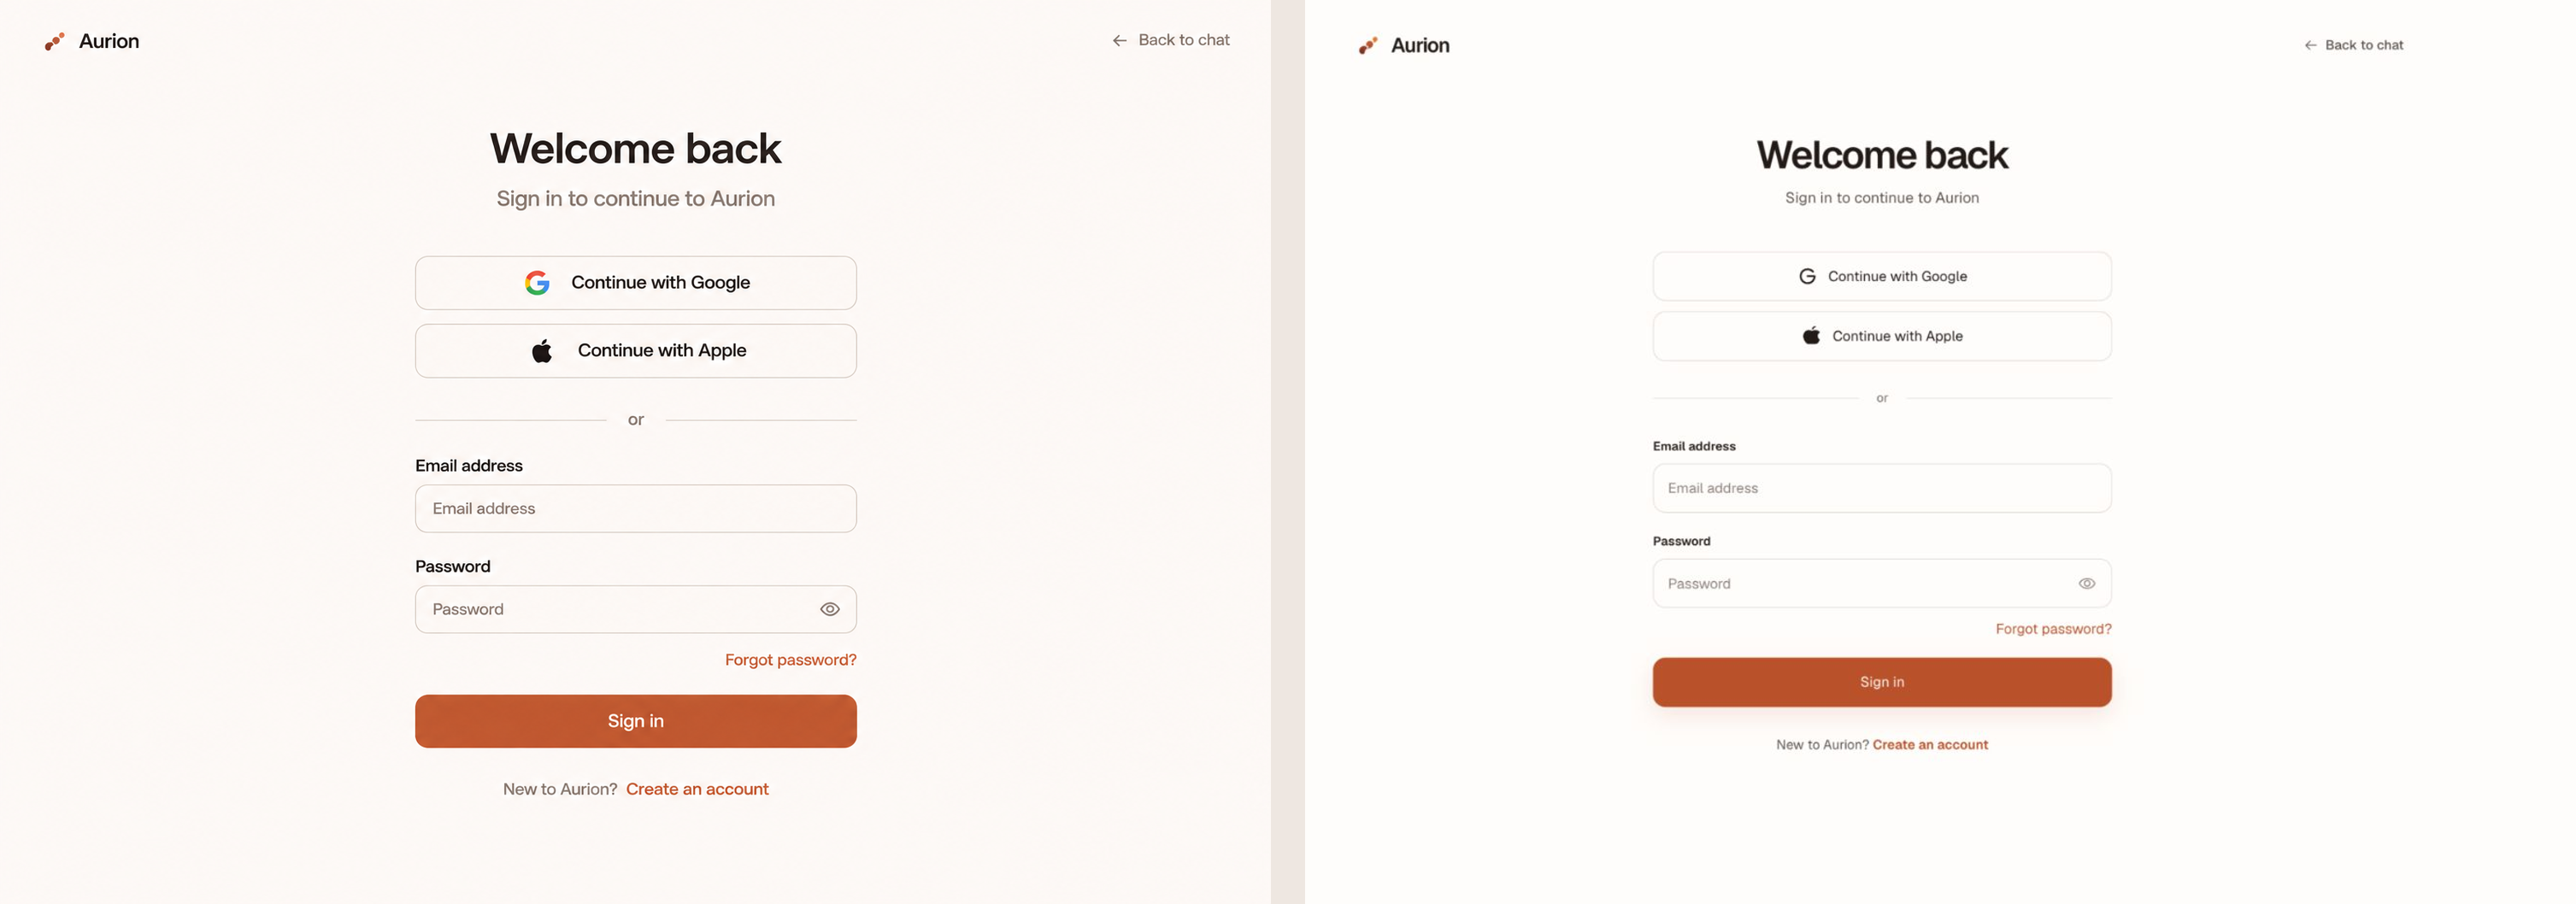 Aurion
Back to chat
Welcome back
Sign in to continue to Aurion
Continue with Google
Continue with Apple
or
Email address
Email address
Password
Password
Forgot password?
Sign in
New to Aurion? Create an account
Aurion
Back to chat
Welcome back
Sign in to continue to Aurion
Continue with Google
Continue with Apple
or
Email address
Email address
Password
Password
Forgot password?
Sign in
New to Aurion? Create an account